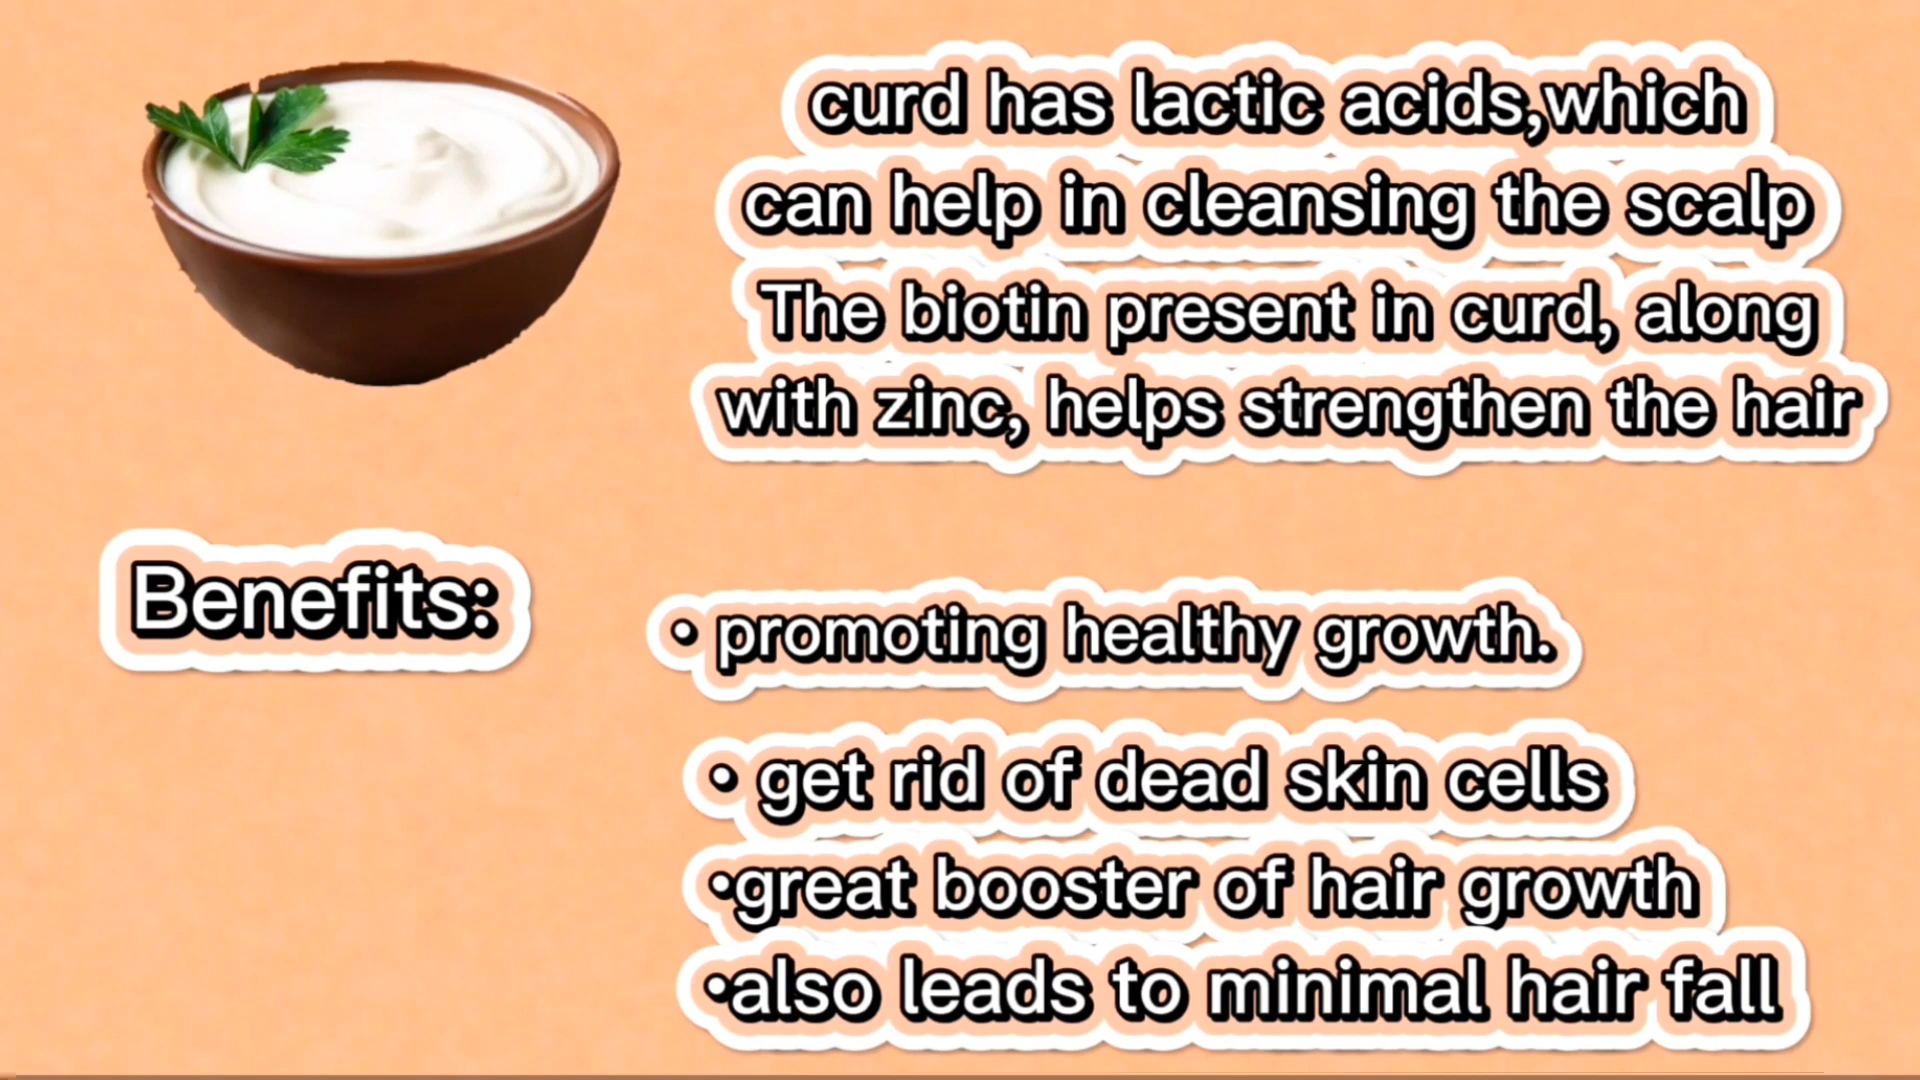 curd has lactic acids,which
can help in cleansing the scalp
The biotin present in curd, along
with zinc, helps strengthen the hair
Benefits:
• promoting healthy growth.
• get rid of dead skin cells
•great booster of hair growth
•also leads to minimal hair fall